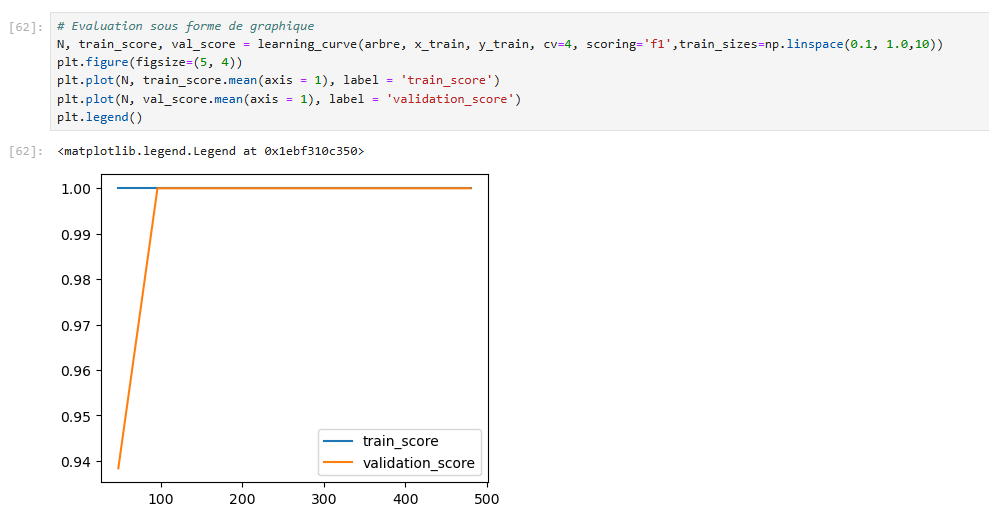 [62]: # Evaluation sous forme de graphique
N, train_score, val_score = learning_curve(arbre, x_train, y_train, cv=4, scoring='f1',train_sizes=np.linspace(0.1, 1.0,10))
plt.figure(figsize=(5, 4))
plt.plot(N, train_score.mean(axis = 1), label = 'train_score')
plt.plot(N, val_score.mean(axis = 1), label = 'validation_score')
plt.legend()
[62]: <matplotlib.legend.Legend at 0x1ebf310c350>
1.00
0.99
0.98
0.97
0.96
0.95
0.94
train_score
validation_score
100 200 300 400 500